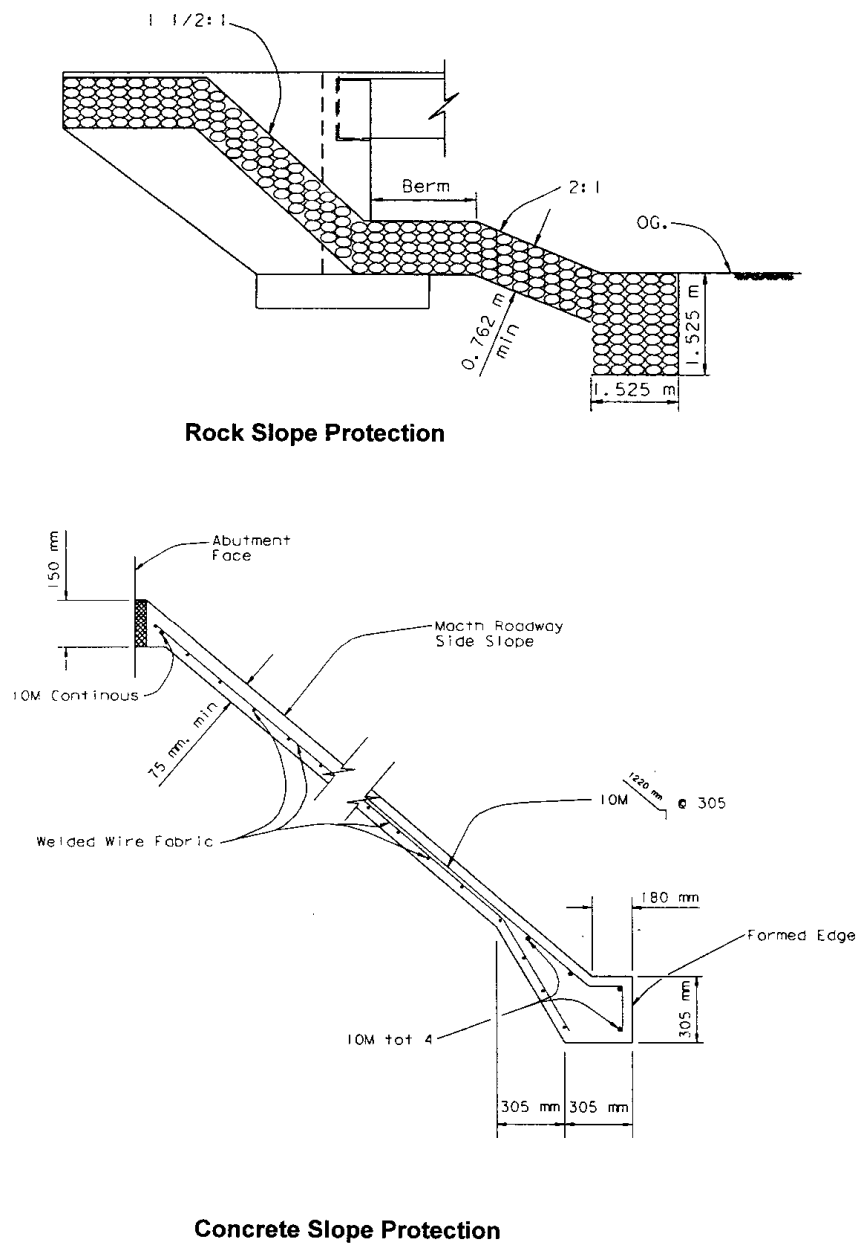 1 1/2:1
Berm
2:1
OG.
0.762 m
min
1.525 m
1.525 m
Rock Slope Protection
150 mm
Abutment
Face
Macth Roadway
Side Slope
10M Continous
75 mm. min
1220 mm
10M @ 305
Welded Wire Fabric
180 mm
Formed Edge
305 mm
10M tot 4
305 mm 305 mm
Concrete Slope Protection